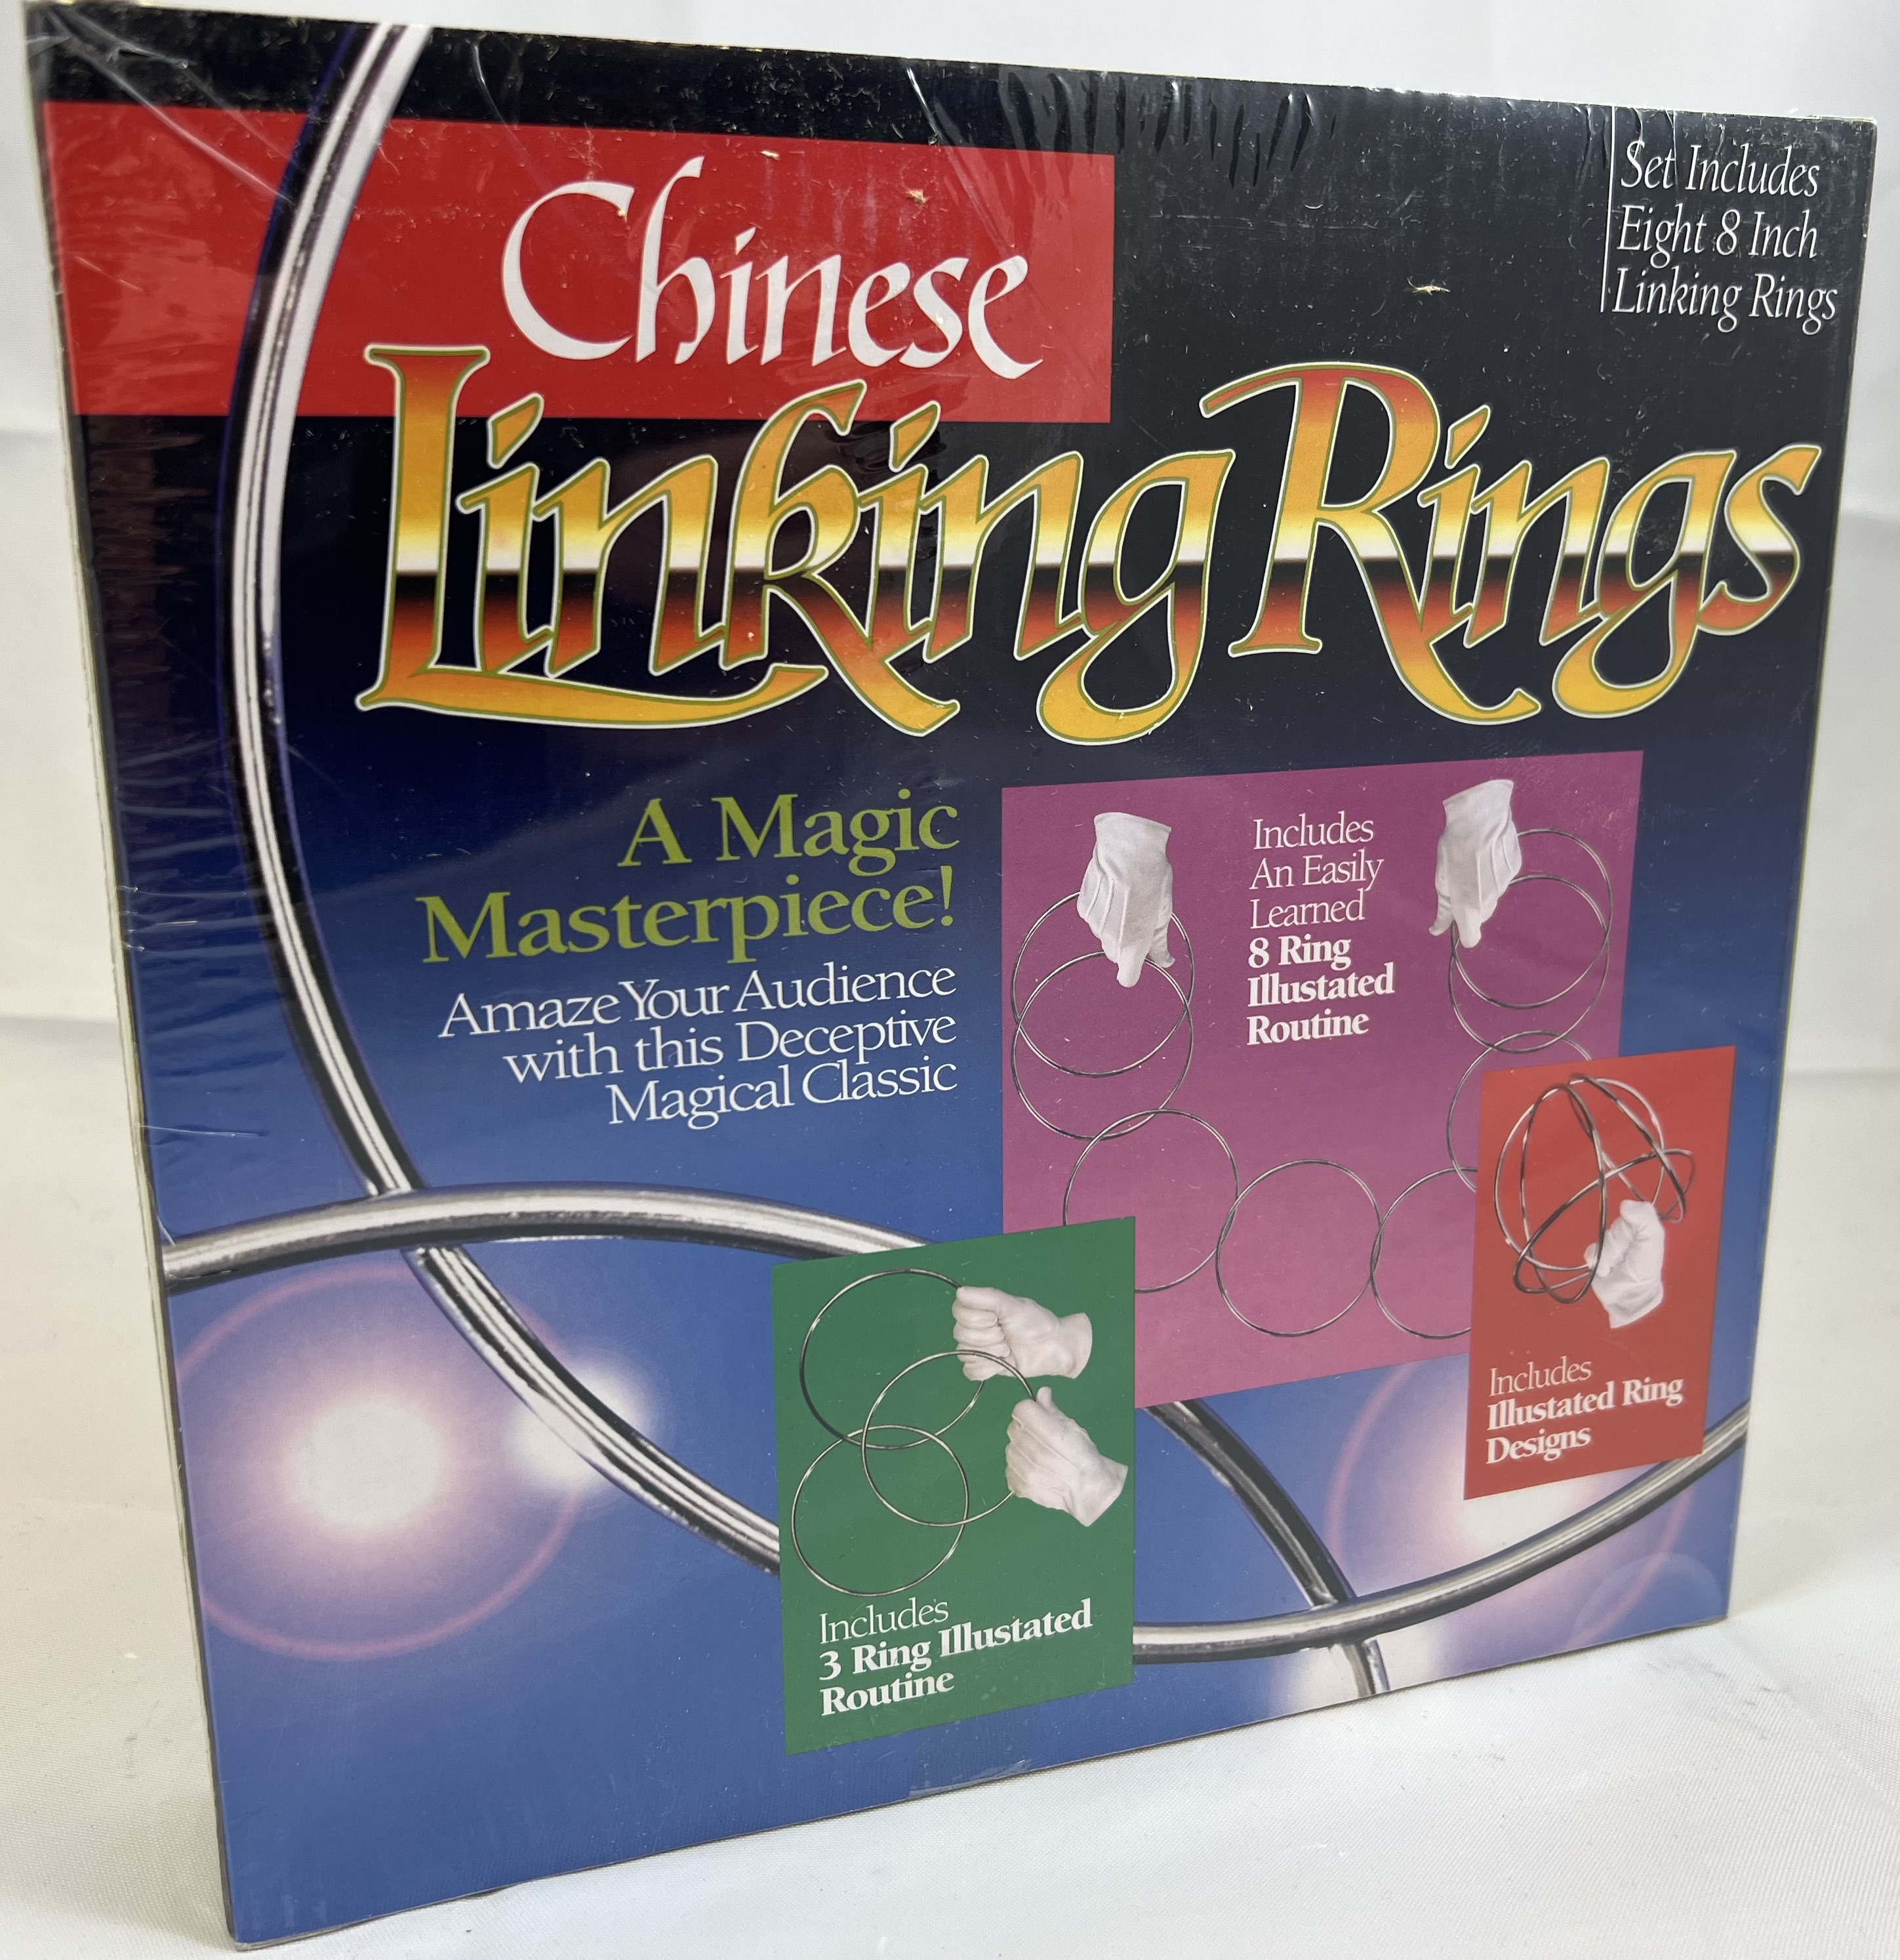 Chinese
Linking Rings
Set Includes
Eight 8 Inch
Linking Rings
A Magic
Masterpiece!
Amaze Your Audience
with this Deceptive
Magical Classic
Includes
An Easily
Learned
8 Ring
Illustated
Routine
Includes
Illustated Ring
Designs
Includes
3 Ring Illustated
Routine